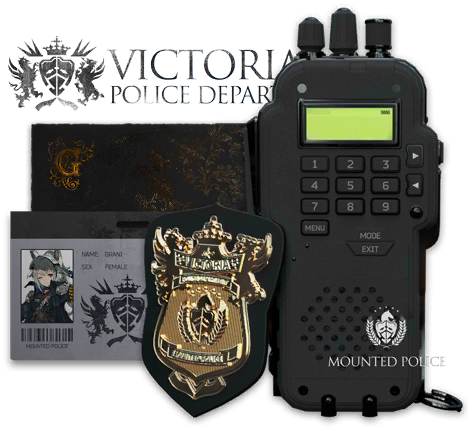 VICTORIA
POLICE DEPAR
G
NAME: GRANI
SEX: FEMALE
MOUNTED POLICE
VICTORIAN
1 2 3
4 5 6
7 8 9
MENU
MODE
EXIT
MOUNTED POLICE